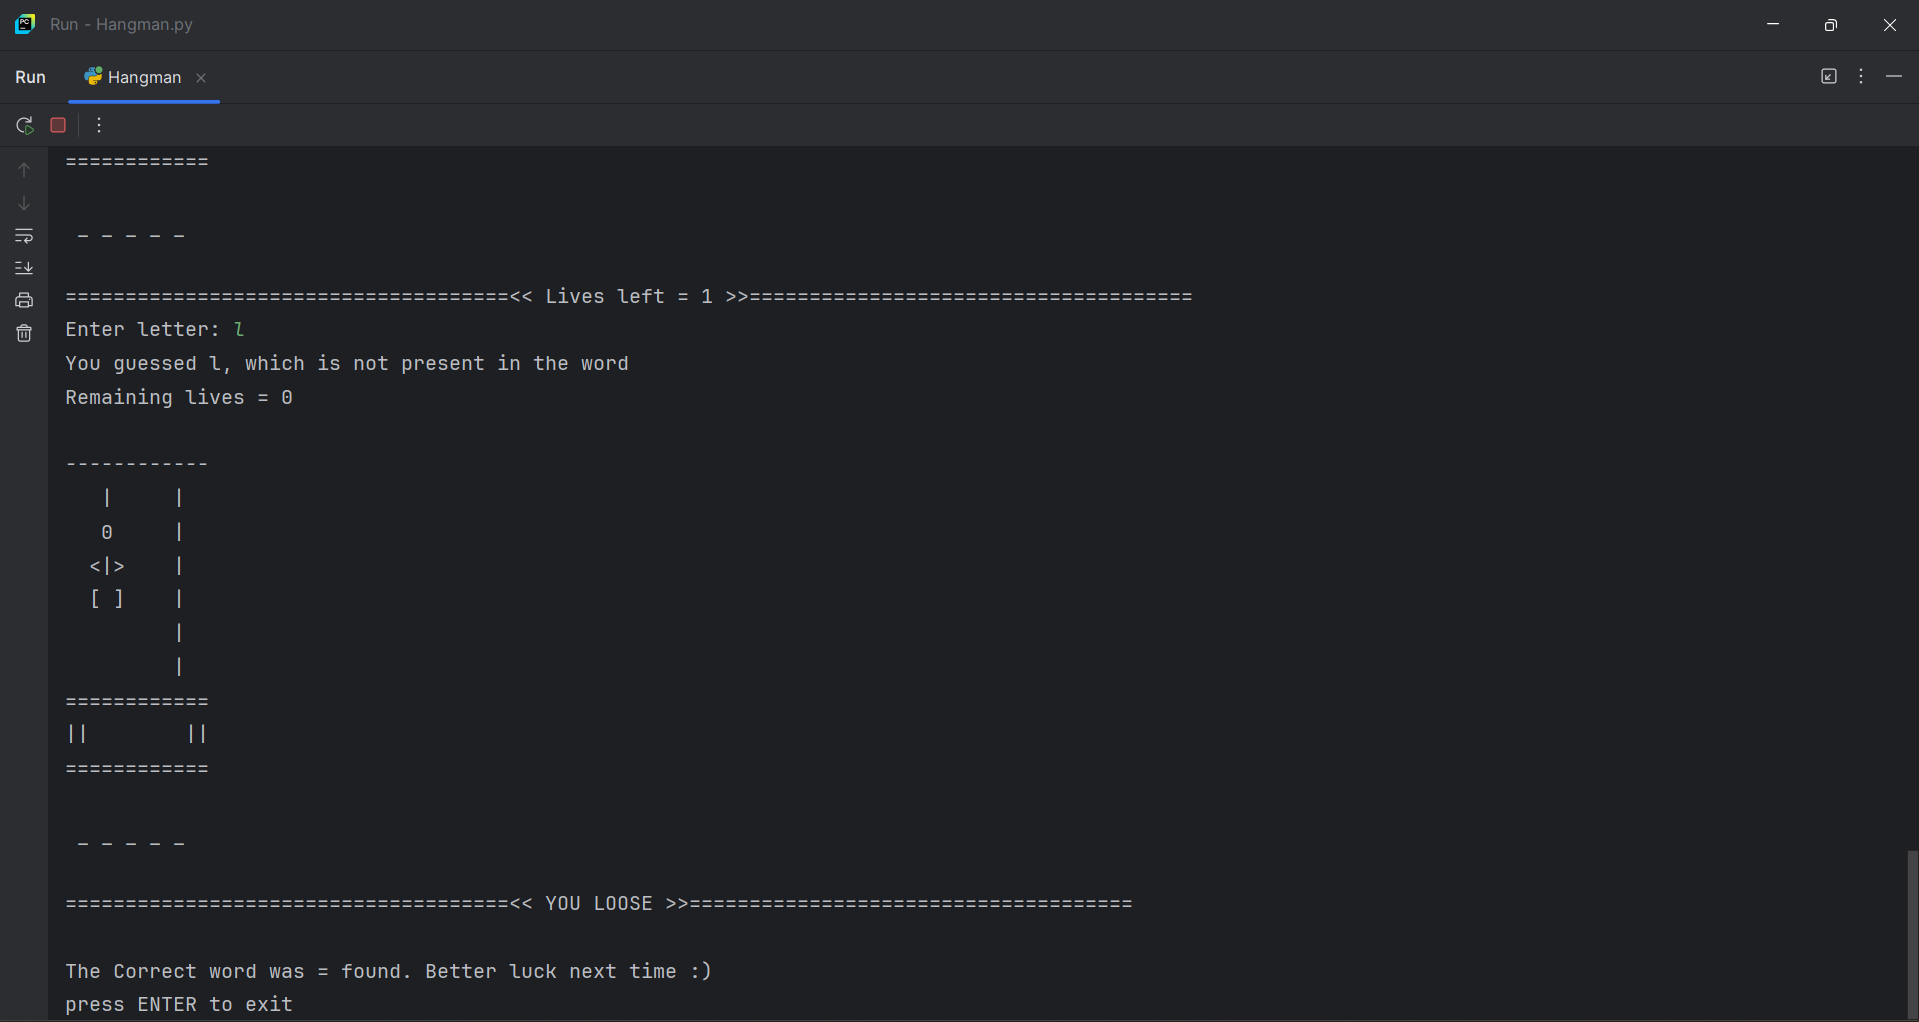 Run - Hangman.py
Run Hangman
============
_ _ _ _ _
=====================================<< Lives left = 1 >>=====================================
Enter letter: l
You guessed l, which is not present in the word
Remaining lives = 0
------------
   |     |
   0     |
  <|>    |
  [ ]    |
         |
         |
============
||        ||
============
_ _ _ _ _
=====================================<< YOU LOOSE >>=====================================
The Correct word was = found. Better luck next time :)
press ENTER to exit